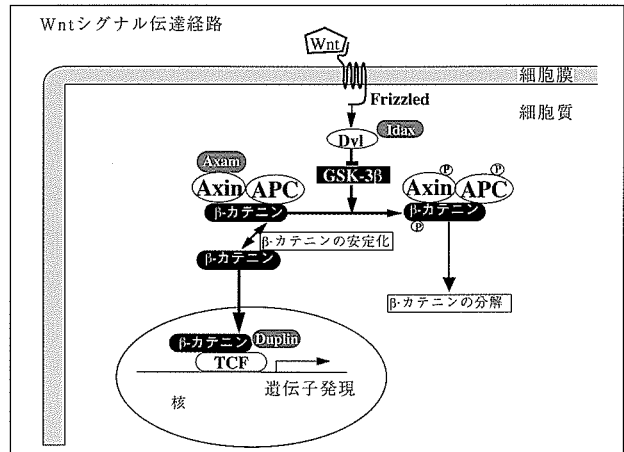 Wntシグナル伝達経路
Wnt
細胞膜
Frizzled
細胞質
Dvl
Idax
Axam
GSK-3β
Axin
APC
β-カテニン
P
Axin
P
APC
β-カテニン
P
β-カテニンの安定化
β-カテニン
β-カテニンの分解
β-カテニン
Duplin
TCF
遺伝子発現
核